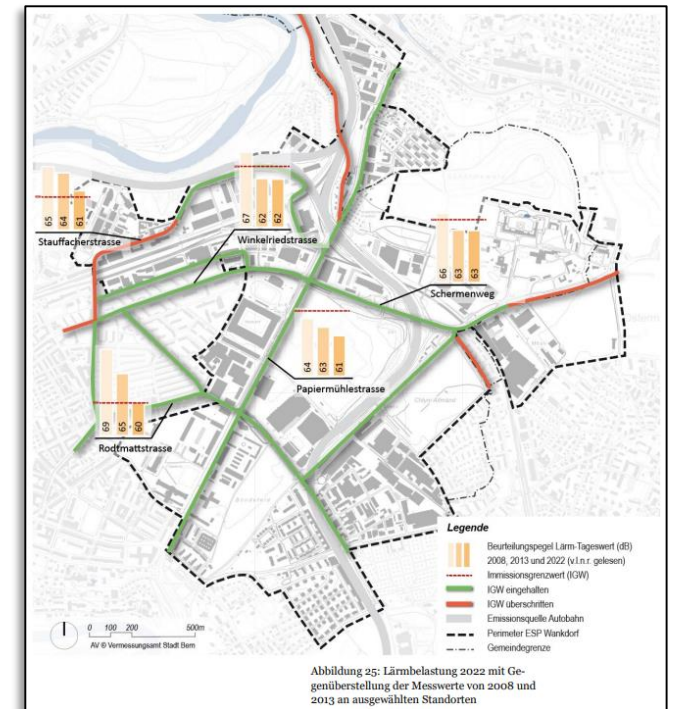 67
62
62
Winkelriedstrasse
65
64
61
Stauffacherstrasse
66
63
63
Schermenweg
64
63
61
Papiermühlestrasse
69
65
60
Rodtmattstrasse
Legende
Beurteilungspegel Lärm-Tageswert (dB)
2008, 2013 und 2022 (v.l.n.r. gelesen)
Immissionsgrenzwert (IGW)
IGW eingehalten
IGW überschritten
Emissionsquelle Autobahn
Perimeter ESP Wankdorf
Gemeindegrenze
0 100 200 500m
AV © Vermessungsamt Stadt Bern
Abbildung 25: Lärmbelastung 2022 mit Ge-
genüberstellung der Messwerte von 2008 und
2013 an ausgewählten Standorten